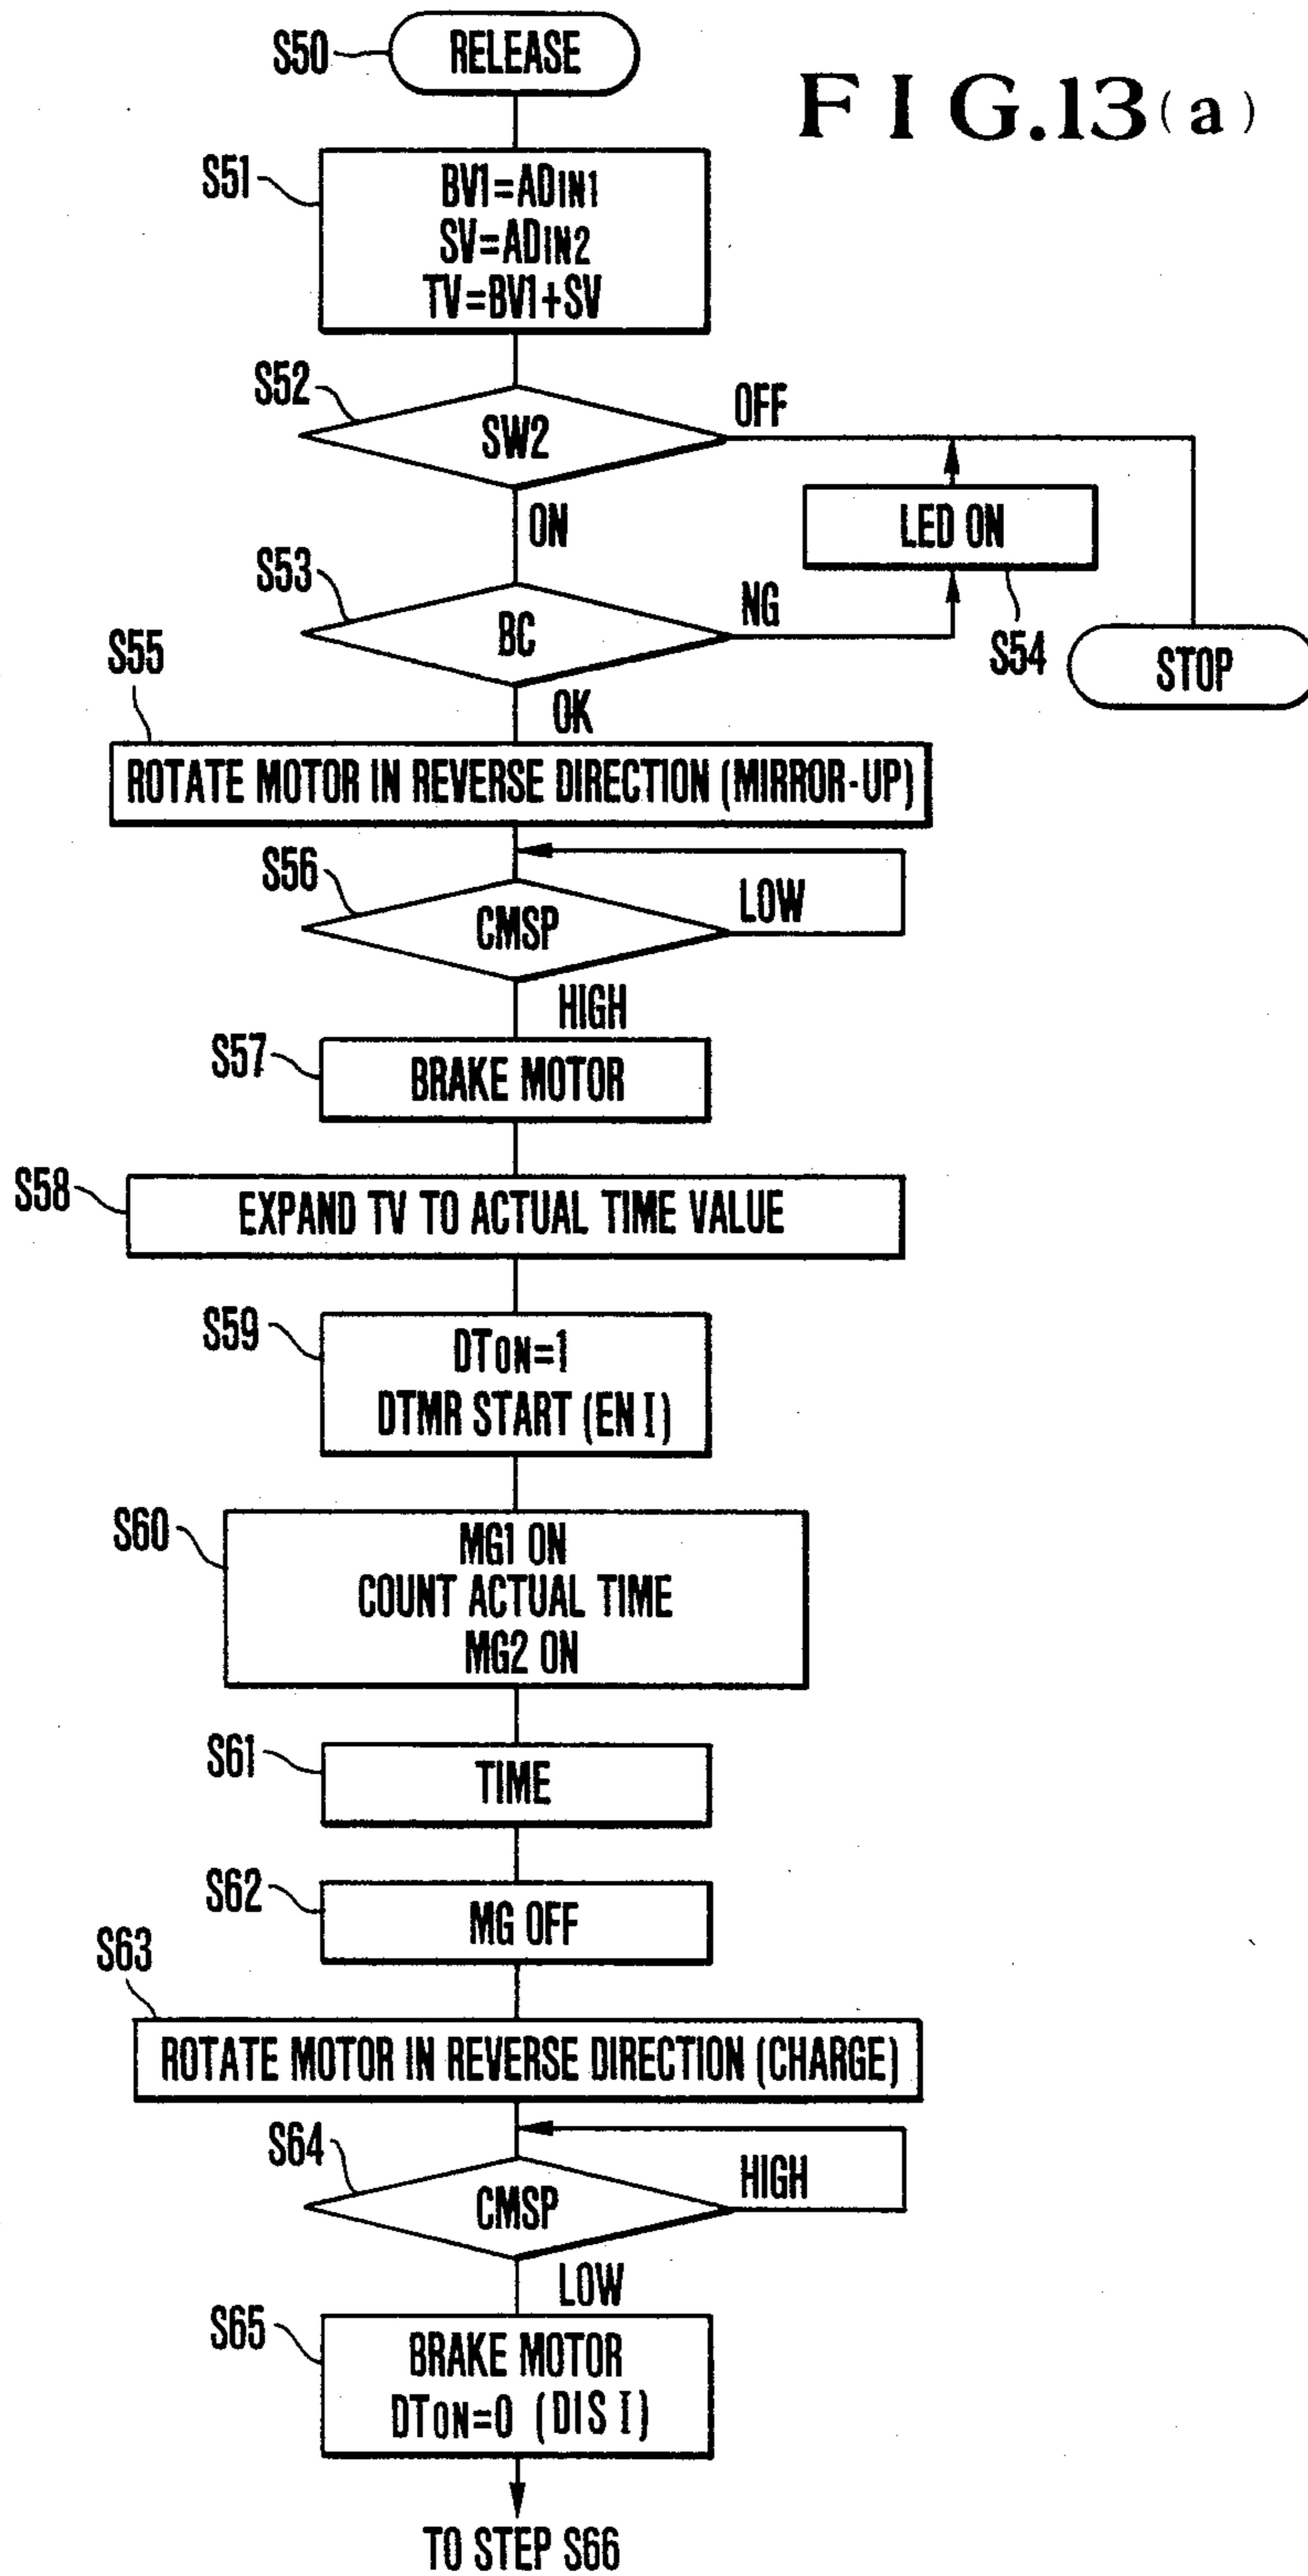 FIG.13(a)
S50
RELEASE
S51
BV1=ADIN1
SV=ADIN2
TV=BV1+SV
S52
SW2
OFF
ON
LED ON
S53
BC
NG
S54
STOP
OK
S55
ROTATE MOTOR IN REVERSE DIRECTION (MIRROR-UP)
S56
CMSP
LOW
HIGH
S57
BRAKE MOTOR
S58
EXPAND TV TO ACTUAL TIME VALUE
S59
DTON=1
DTMR START (ENI)
S60
MG1 ON
COUNT ACTUAL TIME
MG2 ON
S61
TIME
S62
MG OFF
S63
ROTATE MOTOR IN REVERSE DIRECTION (CHARGE)
S64
CMSP
HIGH
LOW
S65
BRAKE MOTOR
DTON=0 (DISI)
TO STEP S66